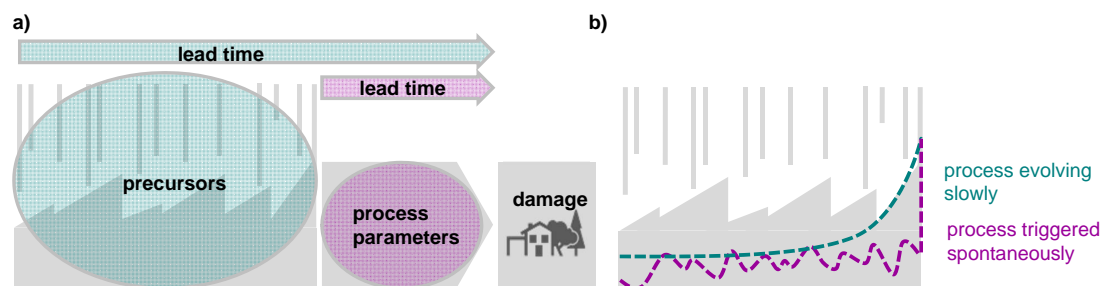 a)
lead time
lead time
precursors
process
parameters
damage
b)
process evolving
slowly
process triggered
spontaneously